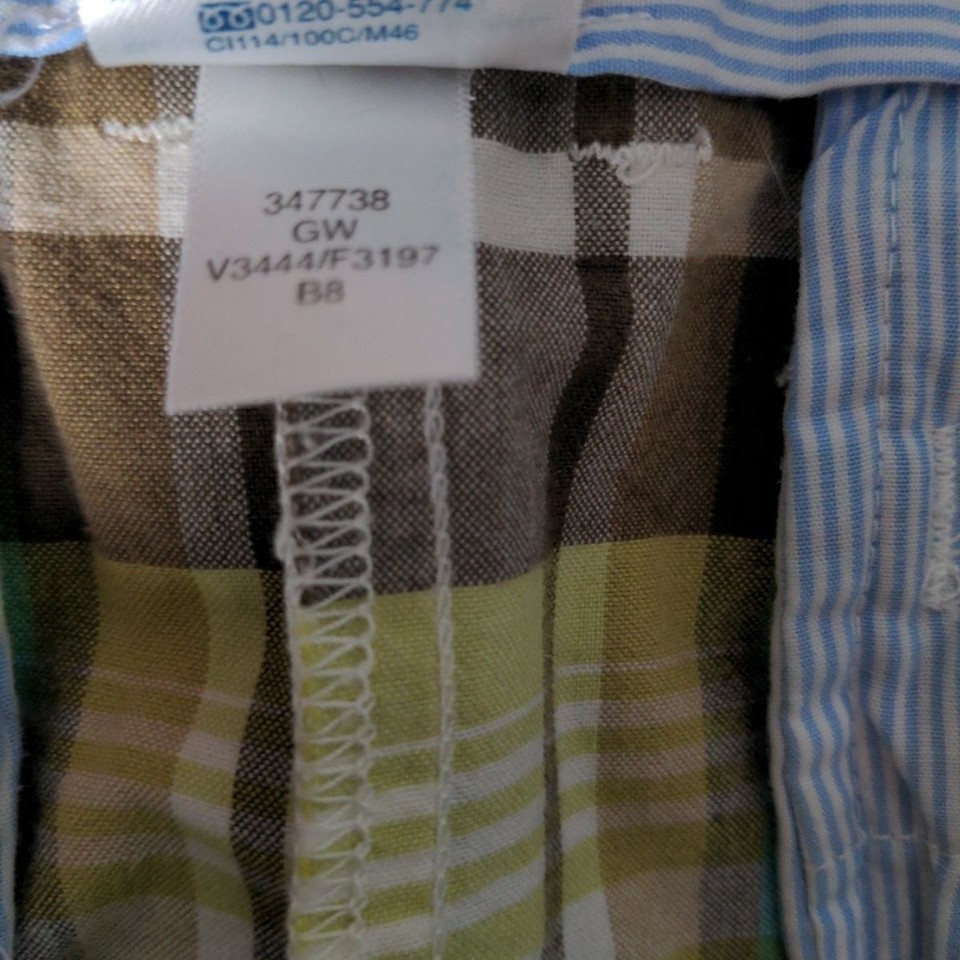 0120-554-774
CI114/100C/M46
347738
GW
V3444/F3197
B8